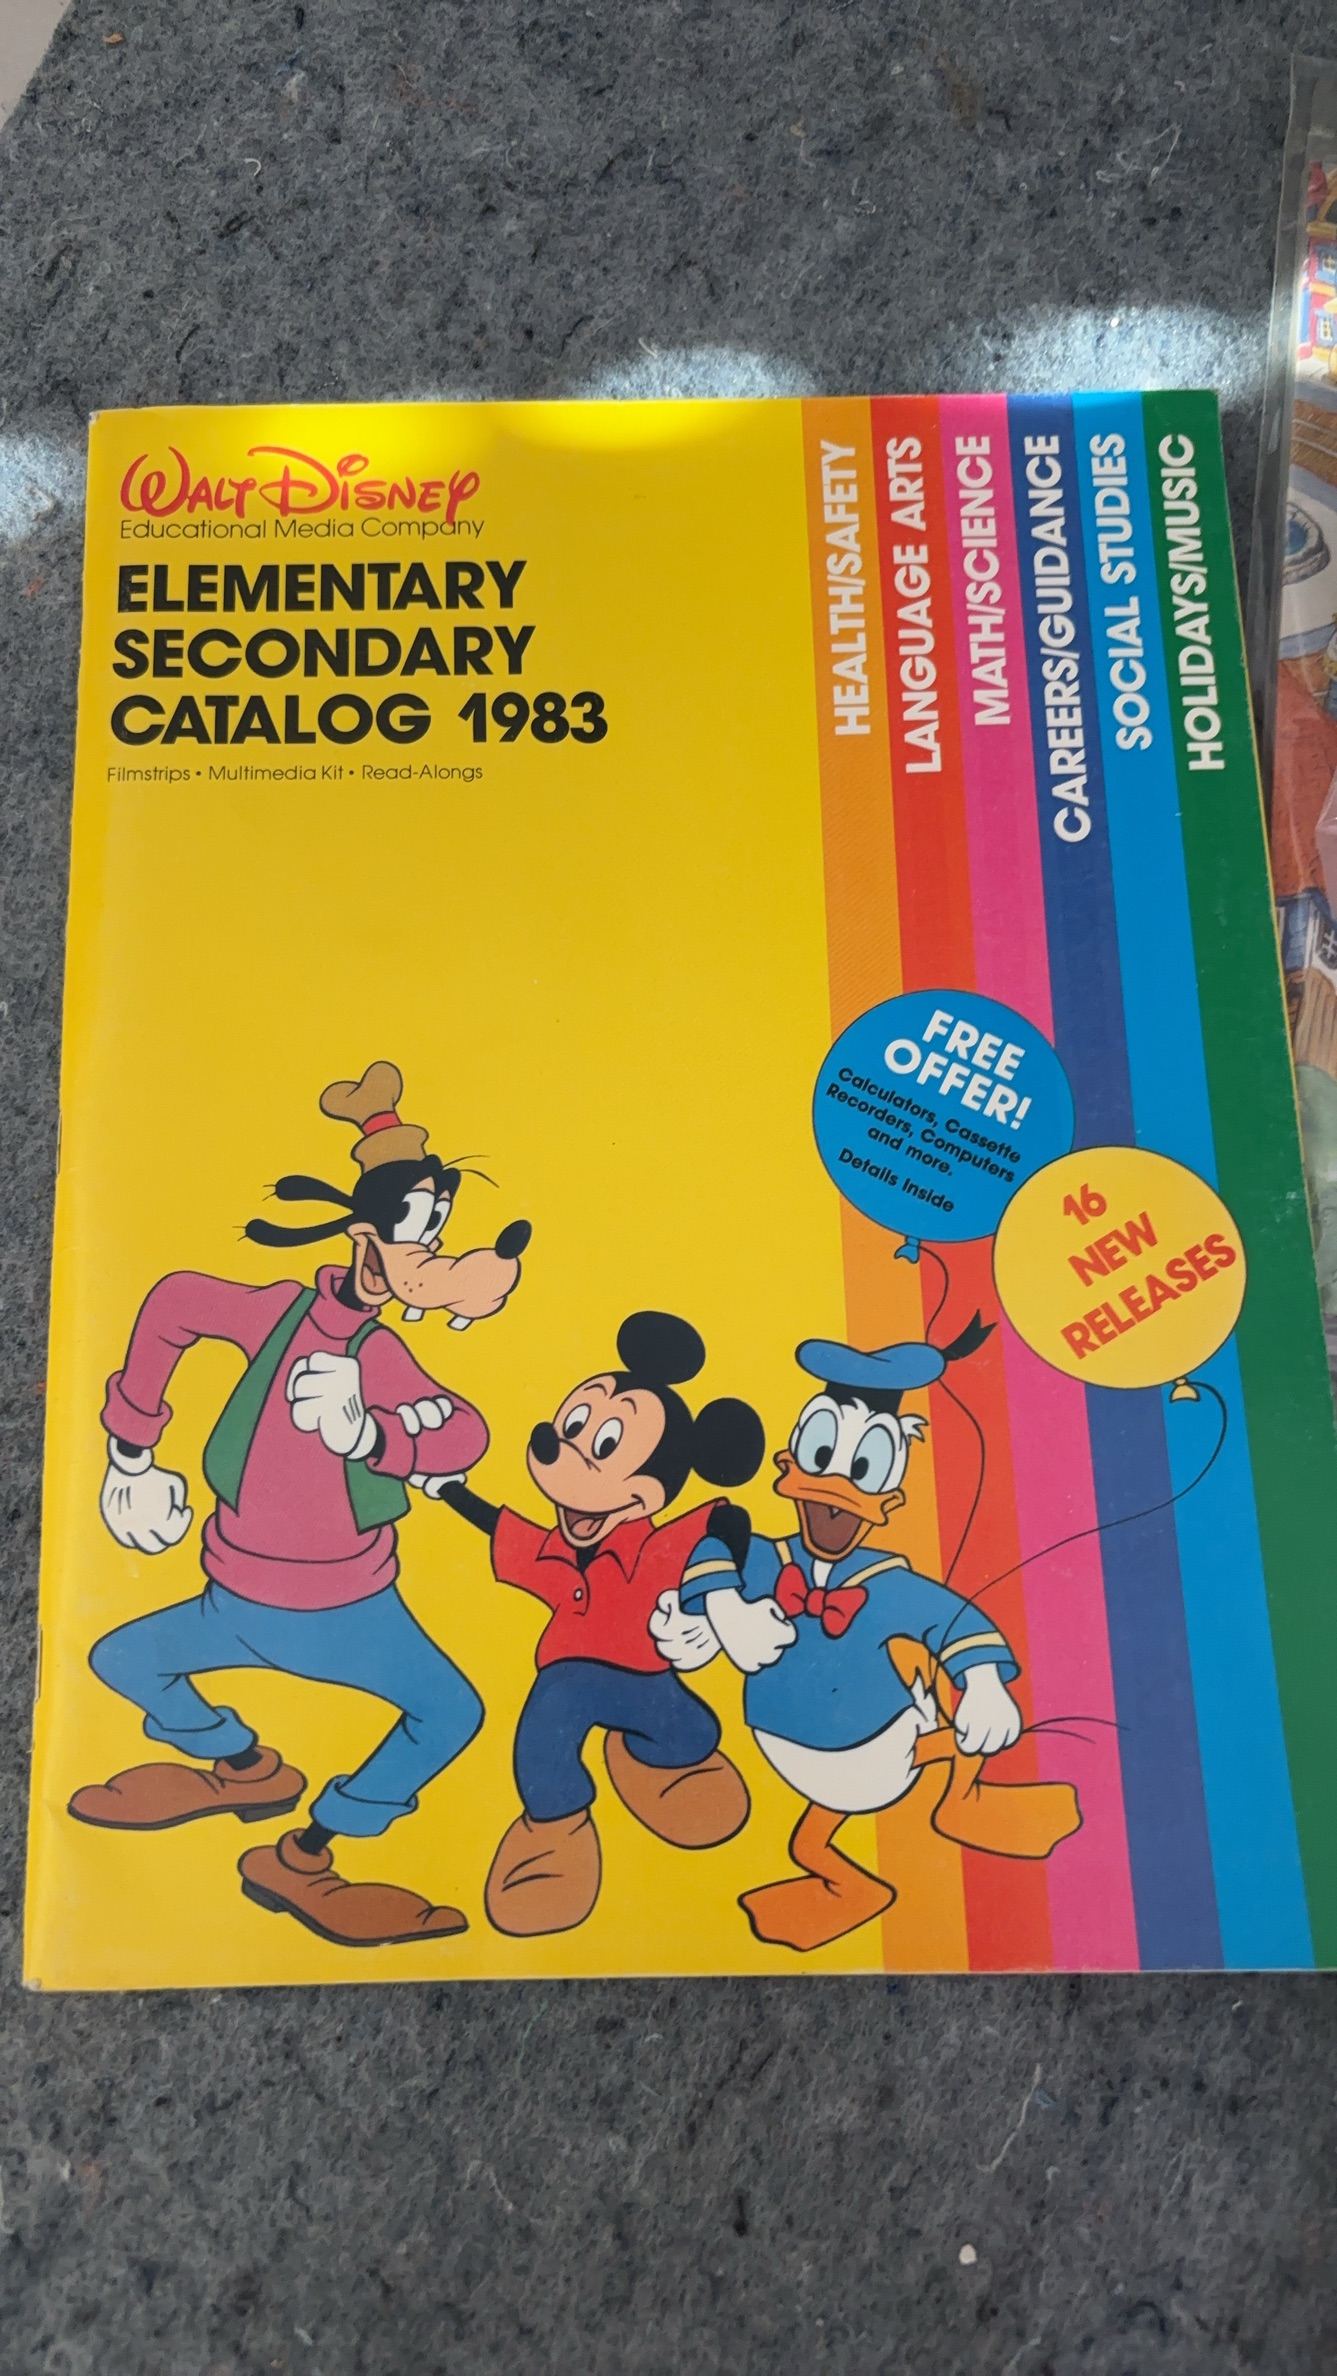 WALT DISNEY
Educational Media Company
ELEMENTARY
SECONDARY
CATALOG 1983
Filmstrips • Multimedia Kit • Read-Alongs
HEALTH/SAFETY
LANGUAGE ARTS
MATH/SCIENCE
CAREERS/GUIDANCE
SOCIAL STUDIES
HOLIDAYS/MUSIC
FREE
OFFER!
Calculators, Cassette
Recorders, Computers
and more.
Details Inside
16
NEW
RELEASES